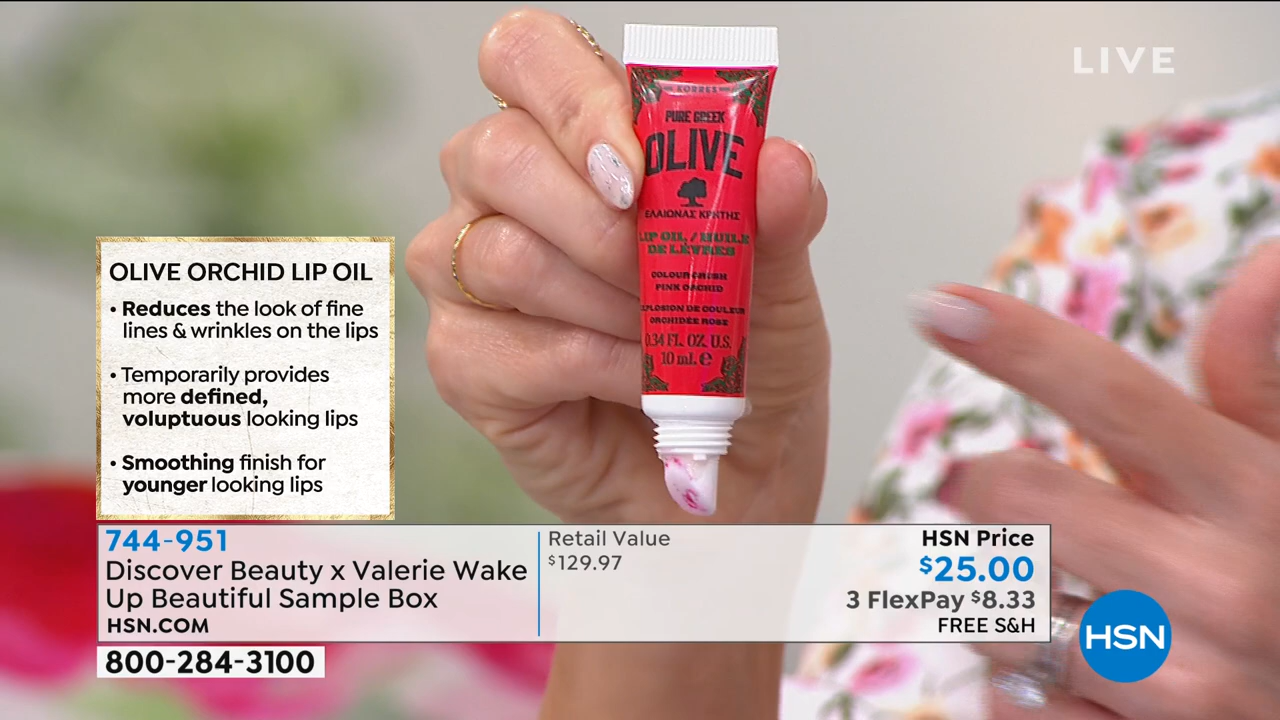 LIVE
KORRES
PURE GREEK
OLIVE
ΕΛΑΙΩΝΑΣ ΚΡΗΤΗΣ
LIP OIL / HUILE
DE LÈVRES
COLOUR CRUSH
PINK ORCHID
EXPLOSION DE COULEUR
ORCHIDÉE ROSE
0.34 FL. OZ. U.S.
10 ml. e
OLIVE ORCHID LIP OIL
• Reduces the look of fine
lines & wrinkles on the lips
• Temporarily provides
more defined,
voluptuous looking lips
• Smoothing finish for
younger looking lips
744-951
Discover Beauty x Valerie Wake
Up Beautiful Sample Box
HSN.COM
Retail Value
$129.97
HSN Price
$25.00
3 FlexPay $8.33
FREE S&H
HSN
800-284-3100